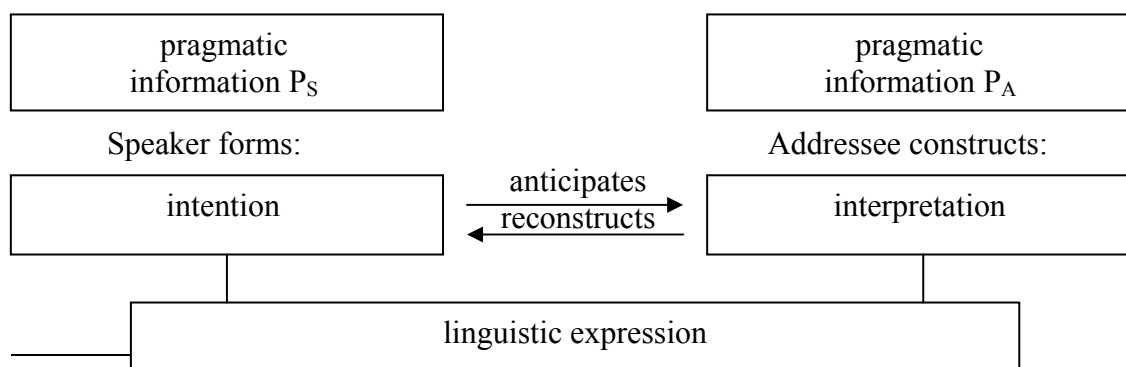 pragmatic
information P_S
pragmatic
information P_A
Speaker forms:
Addressee constructs:
intention
anticipates
reconstructs
interpretation
linguistic expression